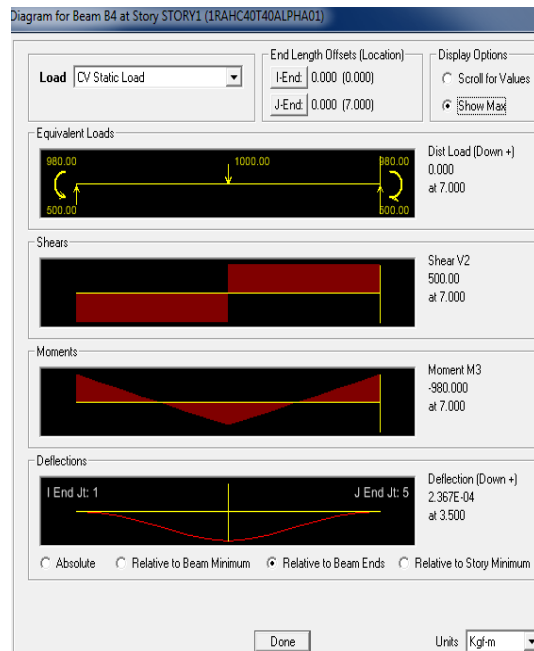 Diagram for Beam B4 at Story STORY1 (1RAHC40T40ALPHA01)
Load CV Static Load
End Length Offsets (Location)
I-End: 0.000 (0.000)
J-End: 0.000 (7.000)
Display Options
Scroll for Values
Show Max
Equivalent Loads
980.00 1000.00 980.00
500.00 500.00
Dist Load (Down +)
0.000
at 7.000
Shears
Shear V2
500.00
at 7.000
Moments
Moment M3
-980.000
at 7.000
Deflections
I End Jt: 1 J End Jt: 5
Deflection (Down +)
2.367E-04
at 3.500
Absolute Relative to Beam Minimum Relative to Beam Ends Relative to Story Minimum
Done Units Kgf-m